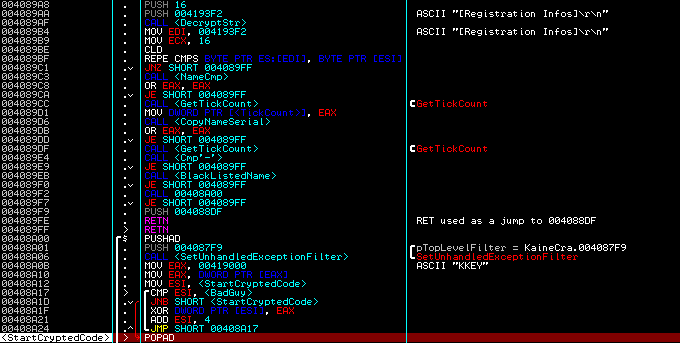 004089A8 . PUSH 16
004089AA . PUSH 004193F2 ASCII "[Registration Infos]\r\n"
004089AF . CALL <DecryptStr>
004089B4 . MOV EDI, 004193F2 ASCII "[Registration Infos]\r\n"
004089B9 . MOV ECX, 16
004089BE . CLD
004089BF . REPE CMPS BYTE PTR ES:[EDI], BYTE PTR [ESI]
004089C1 . JNZ SHORT 004089FF
004089C3 . CALL <NameCmp>
004089C8 . OR EAX, EAX
004089CA . JE SHORT 004089FF
004089CC . CALL <GetTickCount> GetTickCount
004089D1 . MOV DWORD PTR [<TickCount>], EAX
004089D6 . CALL <CopyNameSerial>
004089DB . OR EAX, EAX
004089DD . JE SHORT 004089FF
004089DF . CALL <GetTickCount> GetTickCount
004089E4 . CALL <Cmp'-'>
004089E9 . JE SHORT 004089FF
004089EB . CALL <BlackListedName>
004089F0 . JE SHORT 004089FF
004089F2 . CALL 00408A00
004089F7 . JE SHORT 004089FF
004089F9 . PUSH 004088DF
004089FE . RETN RET used as a jump to 004088DF
004089FF > RETN
00408A00 $ PUSHAD
00408A01 . PUSH 004087F9 pTopLevelFilter = KaineCra.004087F9
00408A06 . CALL <SetUnhandledExceptionFilter> SetUnhandledExceptionFilter
00408A0B . MOV EAX, 00419000 ASCII "KKEY"
00408A10 . MOV EAX, DWORD PTR [EAX]
00408A12 . MOV ESI, <StartCryptedCode>
00408A17 > CMP ESI, <BadGuy>
00408A1D . JNB SHORT <StartCryptedCode>
00408A1F . XOR DWORD PTR [ESI], EAX
00408A21 . ADD ESI, 4
00408A24 . JMP SHORT 00408A17
<StartCryptedCode> > POPAD